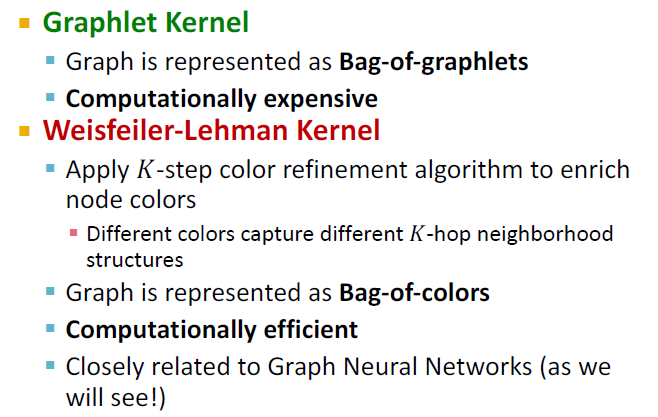 Graphlet Kernel
Graph is represented as Bag-of-graphlets
Computationally expensive
Weisfeiler-Lehman Kernel
Apply K-step color refinement algorithm to enrich
node colors
Different colors capture different K-hop neighborhood
structures
Graph is represented as Bag-of-colors
Computationally efficient
Closely related to Graph Neural Networks (as we
will see!)